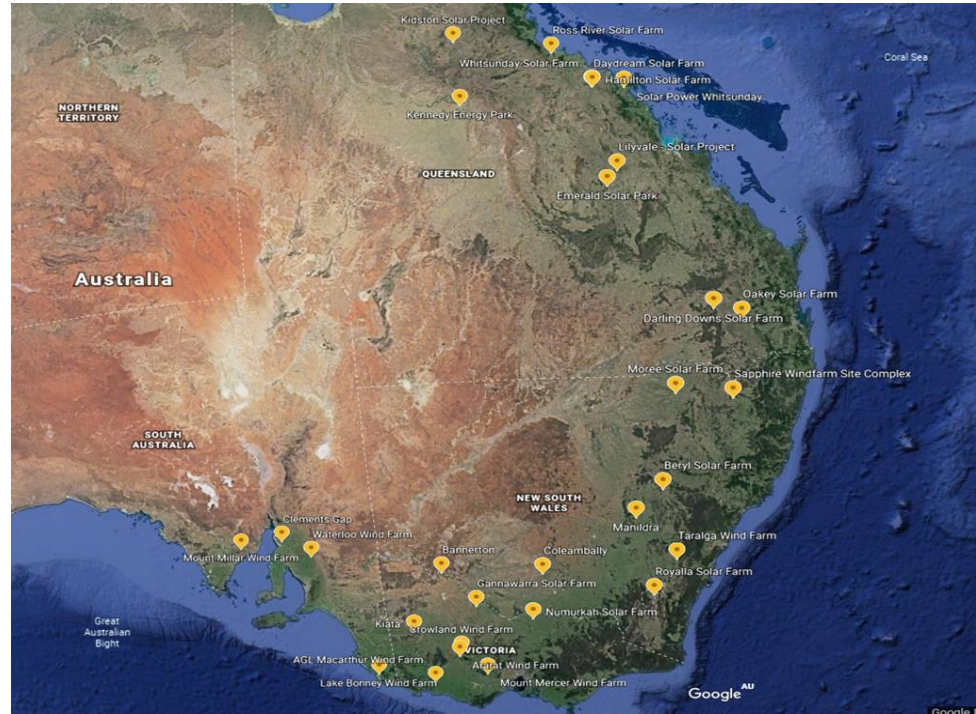 Kidston Solar Project
Ross River Solar Farm
Whitsunday Solar Farm
Daydream Solar Farm
Coral Sea
Hamilton Solar Farm
Solar Power Whitsunday
NORTHERN
TERRITORY
Kennedy Energy Park
Lilyvale - Solar Project
QUEENSLAND
Emerald Solar Park
Australia
Oakey Solar Farm
Darling Downs Solar Farm
Moree Solar Farm
Sapphire Windfarm Site Complex
SOUTH
AUSTRALIA
Beryl Solar Farm
NEW SOUTH
WALES
Manildra
Clements Gap
Waterloo Wind Farm
Taralga Wind Farm
Mount Millar Wind Farm
Bannerton
Coleambally
Royalla Solar Farm
Gannawarra Solar Farm
Numurkah Solar Farm
Great
Australian
Bight
Kiata
Crowland Wind Farm
VICTORIA
AGL Macarthur Wind Farm
Ararat Wind Farm
Lake Bonney Wind Farm
Mount Mercer Wind Farm
Google AU
Google